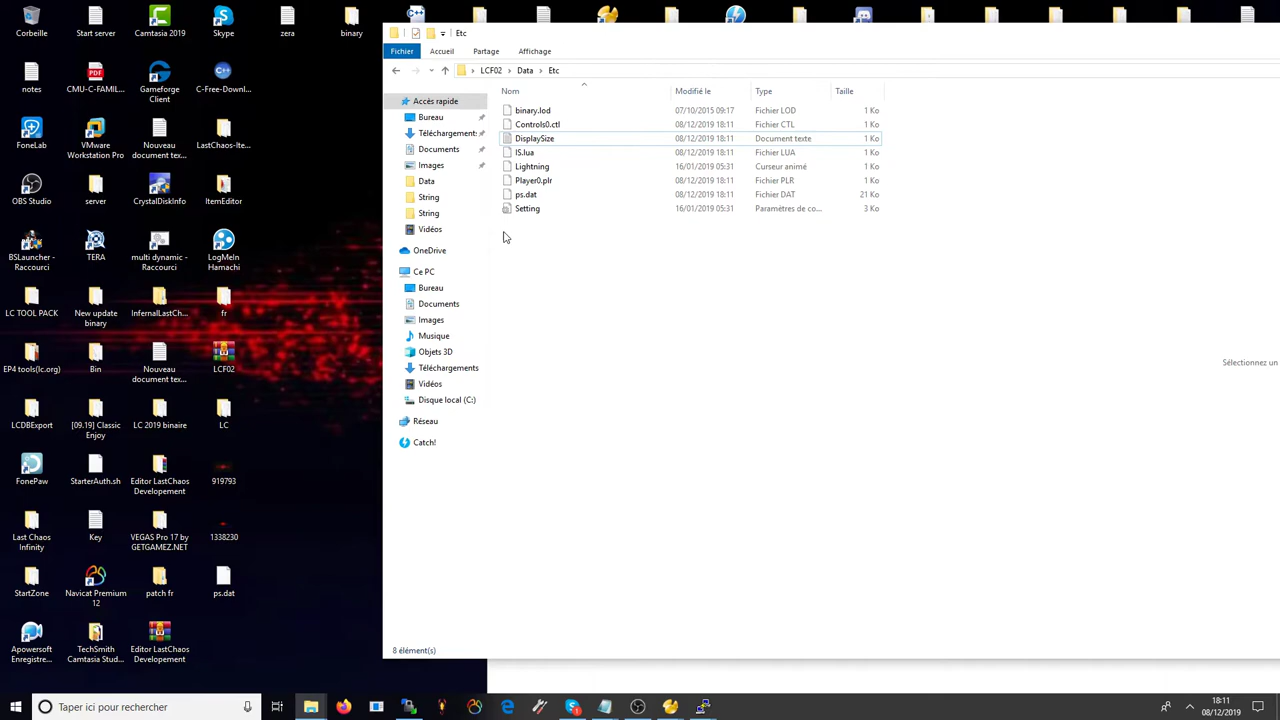 Corbeille
Start server
Camtasia 2019
Skype
zera
binary
notes
CMU-C-FAMIL...
Gameforge
Client
C-Free-Downl...
FoneLab
VMware
Workstation Pro
Nouveau
document tex...
LastChaos-Ite...
OBS Studio
server
CrystalDiskInfo
ItemEditor
BSLauncher -
Raccourci
TERA
multi dynamic -
Raccourci
LogMeIn
Hamachi
LC TOOL PACK
New update
binary
InfernalLastCh...
fr
EP4 tools(lc.org)
Bin
Nouveau
document tex...
LCF02
LCDBExport
[09.19] Classic
Enjoy
LC 2019 binaire
LC
FonePaw
StarterAuth.sh
Editor LastChaos
Developement
919793
Last Chaos
Infinity
Key
VEGAS Pro 17 by
GETGAMEZ.NET
1338230
StartZone
Navicat Premium
12
patch fr
ps.dat
Apowersoft
Enregistre...
TechSmith
Camtasia Stud...
Editor LastChaos
Developement
Etc
Fichier
Accueil
Partage
Affichage
LCF02 > Data > Etc
Accès rapide
Bureau
Téléchargements
Documents
Images
Data
String
String
Vidéos
OneDrive
Ce PC
Bureau
Documents
Images
Musique
Objets 3D
Téléchargements
Vidéos
Disque local (C:)
Réseau
Catch!
Nom Modifié le Type Taille
binary.lod 07/10/2015 09:17 Fichier LOD 1 Ko
Controls0.ctl 08/12/2019 18:11 Fichier CTL 1 Ko
DisplaySize 08/12/2019 18:11 Document texte 1 Ko
IS.lua 08/12/2019 18:11 Fichier LUA 1 Ko
Lightning 16/01/2019 05:31 Curseur animé 1 Ko
Player0.plr 08/12/2019 18:11 Fichier PLR 1 Ko
ps.dat 08/12/2019 18:11 Fichier DAT 21 Ko
Setting 16/01/2019 05:31 Paramètres de co... 3 Ko
Sélectionnez un
8 élément(s)
Taper ici pour rechercher
18:11
08/12/2019